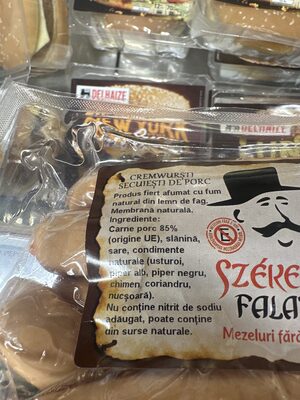 DELHAIZE
NEW YORK
DELHAIZE
CREMWURȘTI
SECUIEȘTI DE PORC
Produs fiert afumat cu fum
natural din lemn de fag.
Membrană naturală.
Ingrediente:
Carne porc 85%
(origine UE), slănină,
sare, condimente
naturale (usturoi,
piper alb, piper negru,
chimen, coriandru,
nucșoară).
Nu conține nitrit de sodiu
adăugat, poate conține
din surse naturale.
E
SZÉKE
FALA
Mezeluri fără